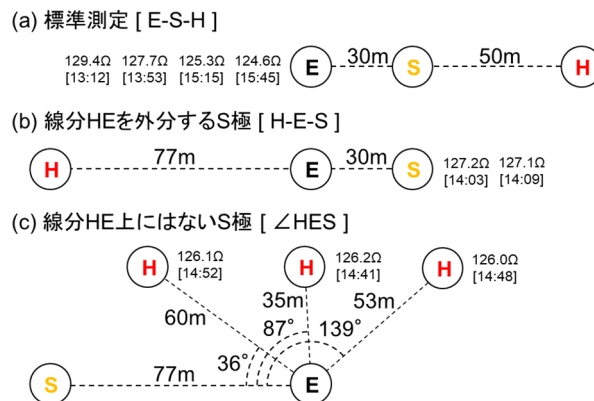 (a) 標準測定 [ E-S-H ]
129.4Ω 127.7Ω 125.3Ω 124.6Ω
[13:12] [13:53] [15:15] [15:45]
E 30m S 50m H
(b) 線分HEを外分するS極 [ H-E-S ]
H 77m E 30m S 127.2Ω 127.1Ω
[14:03] [14:09]
(c) 線分HE上にはないS極 [ ∠HES ]
H 126.1Ω H 126.2Ω H 126.0Ω
[14:52] [14:41] [14:48]
60m 35m 53m
36° 87° 139°
S 77m E